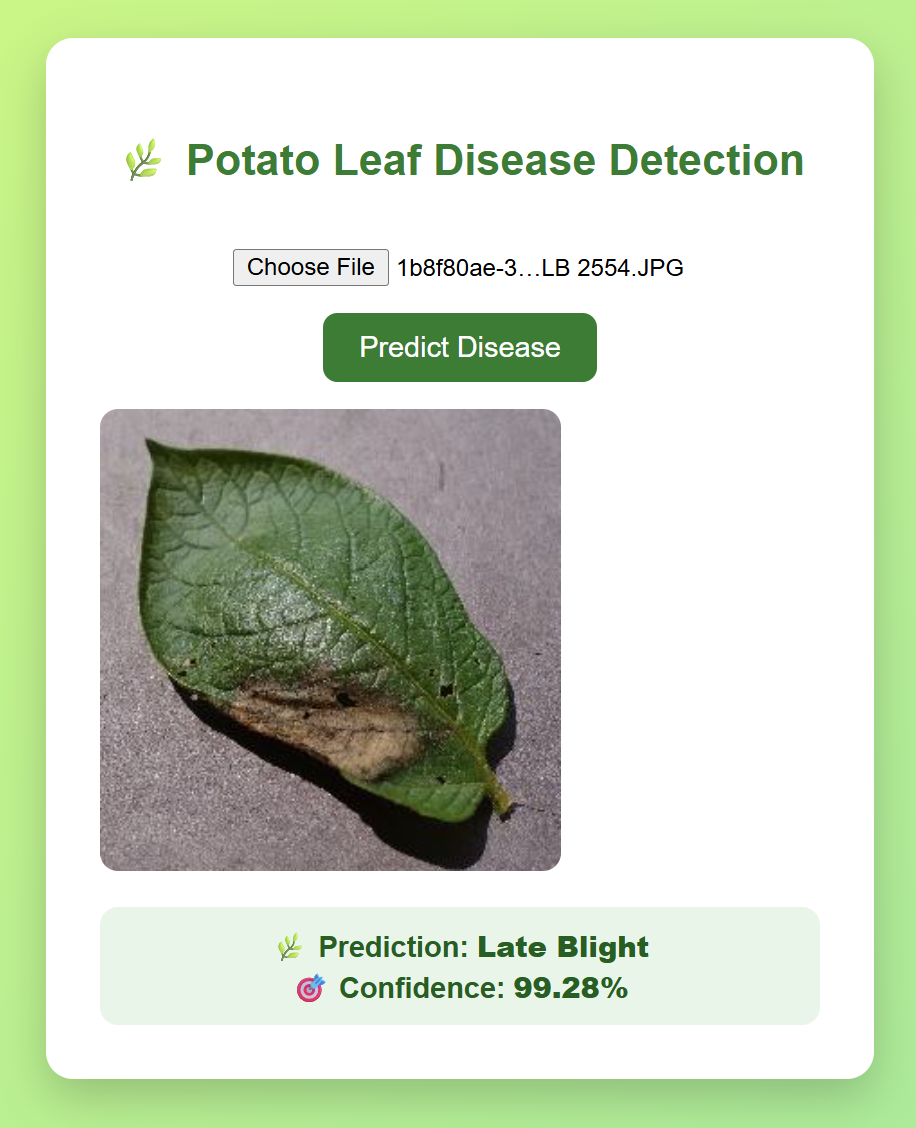 🌿 Potato Leaf Disease Detection
Choose File 1b8f80ae-3…LB 2554.JPG
Predict Disease
🌿 Prediction: Late Blight
🎯 Confidence: 99.28%